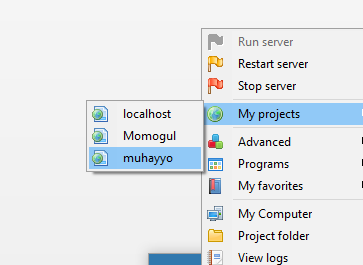 Run server
Restart server
Stop server
My projects
localhost
Momogul
muhayyo
Advanced
Programs
My favorites
My Computer
Project folder
View logs